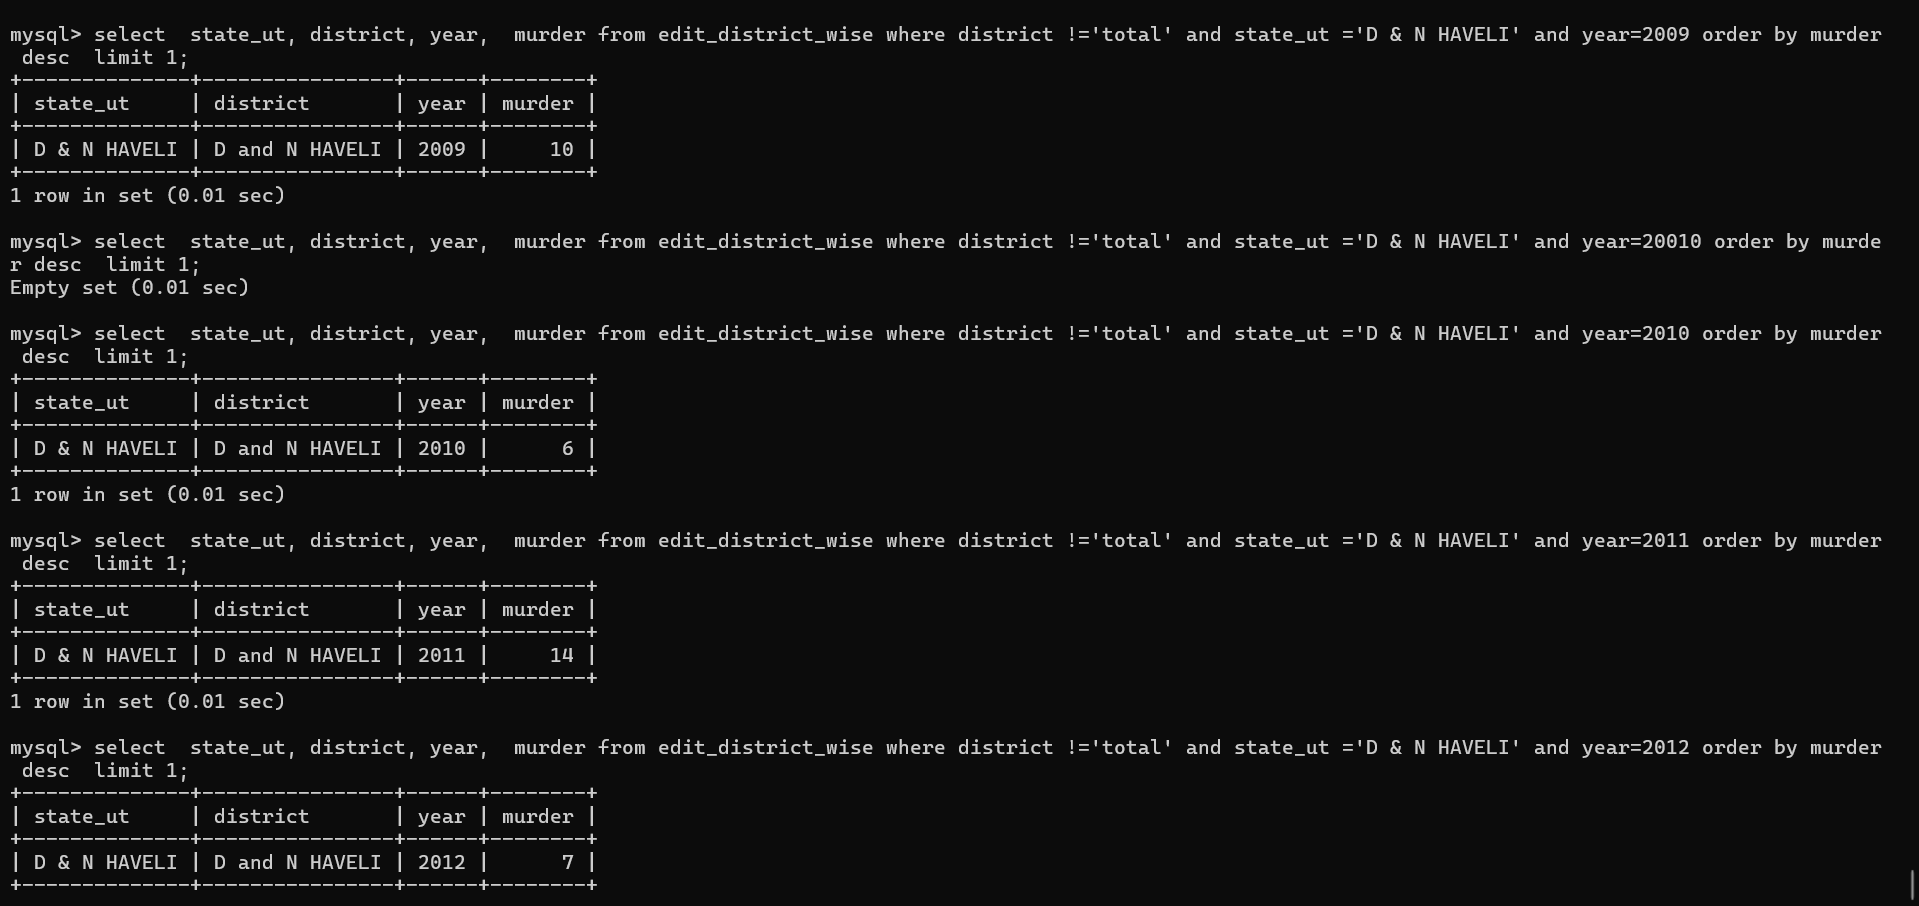 mysql> select  state_ut, district, year,  murder from edit_district_wise where district !='total' and state_ut ='D & N HAVELI' and year=2009 order by murder
 desc  limit 1;
+--------------+----------------+------+--------+
| state_ut     | district       | year | murder |
+--------------+----------------+------+--------+
| D & N HAVELI | D and N HAVELI | 2009 |     10 |
+--------------+----------------+------+--------+
1 row in set (0.01 sec)

mysql> select  state_ut, district, year,  murder from edit_district_wise where district !='total' and state_ut ='D & N HAVELI' and year=20010 order by murde
r desc  limit 1;
Empty set (0.01 sec)

mysql> select  state_ut, district, year,  murder from edit_district_wise where district !='total' and state_ut ='D & N HAVELI' and year=2010 order by murder
 desc  limit 1;
+--------------+----------------+------+--------+
| state_ut     | district       | year | murder |
+--------------+----------------+------+--------+
| D & N HAVELI | D and N HAVELI | 2010 |      6 |
+--------------+----------------+------+--------+
1 row in set (0.01 sec)

mysql> select  state_ut, district, year,  murder from edit_district_wise where district !='total' and state_ut ='D & N HAVELI' and year=2011 order by murder
 desc  limit 1;
+--------------+----------------+------+--------+
| state_ut     | district       | year | murder |
+--------------+----------------+------+--------+
| D & N HAVELI | D and N HAVELI | 2011 |     14 |
+--------------+----------------+------+--------+
1 row in set (0.01 sec)

mysql> select  state_ut, district, year,  murder from edit_district_wise where district !='total' and state_ut ='D & N HAVELI' and year=2012 order by murder
 desc  limit 1;
+--------------+----------------+------+--------+
| state_ut     | district       | year | murder |
+--------------+----------------+------+--------+
| D & N HAVELI | D and N HAVELI | 2012 |      7 |
+--------------+----------------+------+--------+